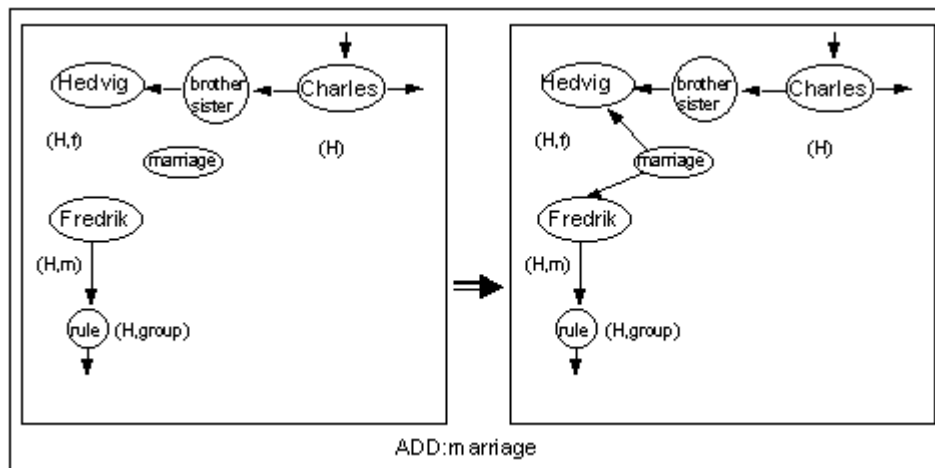 Hedvig
brother
sister
Charles
(H,f)
marriage
(H)
Fredrik
(H,m)
rule
(H,group)
Hedvig
brother
sister
Charles
(H,f)
marriage
(H)
Fredrik
(H,m)
rule
(H,group)
ADD:marriage